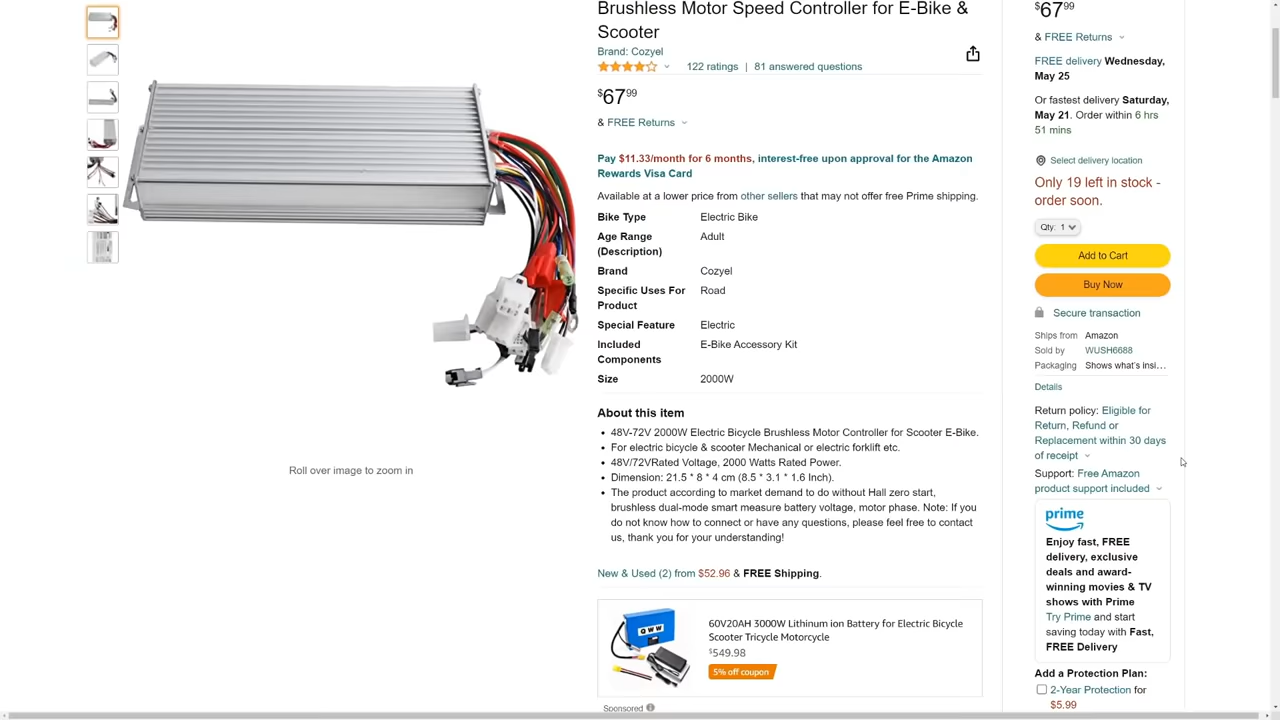 Brushless Motor Speed Controller for E-Bike &
Scooter
Brand: Cozyel
122 ratings | 81 answered questions
$67 99
& FREE Returns
Pay $11.33/month for 6 months, interest-free upon approval for the Amazon
Rewards Visa Card
Available at a lower price from other sellers that may not offer free Prime shipping.
Bike Type Electric Bike
Age Range
(Description) Adult
Brand Cozyel
Specific Uses For
Product Road
Special Feature Electric
Included
Components E-Bike Accessory Kit
Size 2000W
About this item
• 48V-72V 2000W Electric Bicycle Brushless Motor Controller for Scooter E-Bike.
• For electric bicycle & scooter Mechanical or electric forklift etc.
• 48V/72VRated Voltage, 2000 Watts Rated Power.
• Dimension: 21.5 * 8 * 4 cm (8.5 * 3.1 * 1.6 Inch).
• The product according to market demand to do without Hall zero start,
brushless dual-mode smart measure battery voltage, motor phase. Note: If you
do not know how to connect or have any questions, please feel free to contact
us, thank you for your understanding!
New & Used (2) from $52.96 & FREE Shipping.
QWW
60V20AH 3000W Lithinum ion Battery for Electric Bicycle
Scooter Tricycle Motorcycle
$549.98
5% off coupon
Sponsored
Roll over image to zoom in
$67 99
& FREE Returns
FREE delivery Wednesday,
May 25
Or fastest delivery Saturday,
May 21. Order within 6 hrs
51 mins
Select delivery location
Only 19 left in stock -
order soon.
Qty: 1
Add to Cart
Buy Now
Secure transaction
Ships from Amazon
Sold by WUSH6688
Packaging Shows what's insi…
Details
Return policy: Eligible for
Return, Refund or
Replacement within 30 days
of receipt
Support: Free Amazon
product support included
prime
Enjoy fast, FREE
delivery, exclusive
deals and award-
winning movies & TV
shows with Prime
Try Prime and start
saving today with Fast,
FREE Delivery
Add a Protection Plan:
2-Year Protection for
$5.99